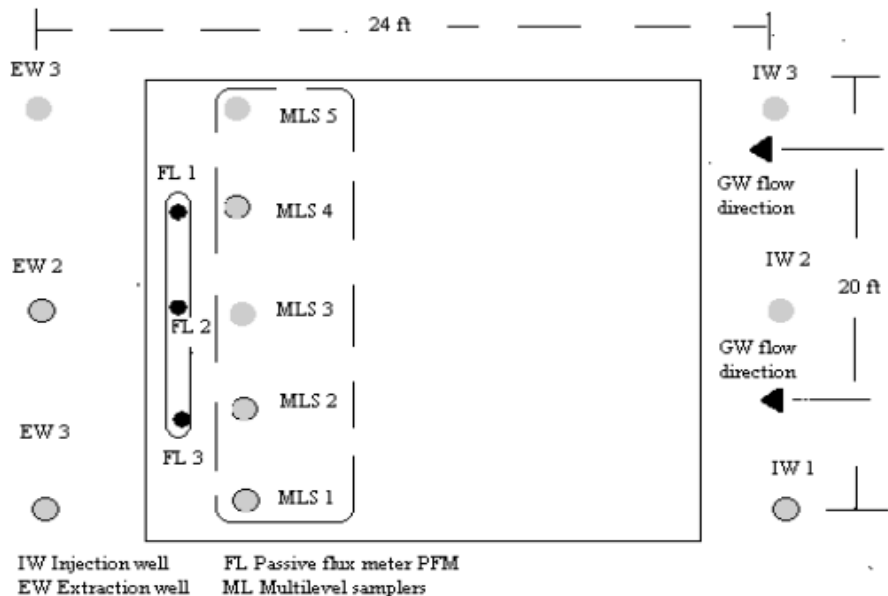 24 ft
EW 3
IW 3
MLS 5
FL 1
GW flow
direction
MLS 4
EW 2
IW 2
20 ft
MLS 3
FL 2
GW flow
direction
MLS 2
EW 3
FL 3
IW 1
MLS 1
IW Injection well
FL Passive flux meter PFM
EW Extraction well
ML Multilevel samplers